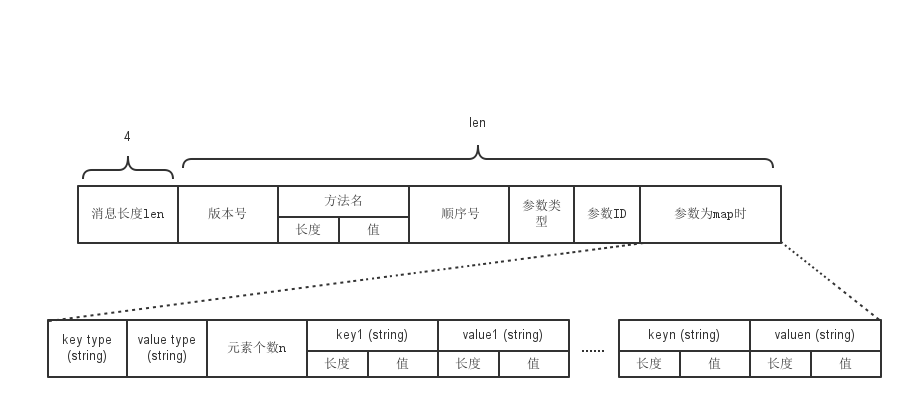 4
len
消息长度len
版本号
方法名
长度
值
顺序号
参数类
型
参数ID
参数为map时
key type
(string)
value type
(string)
元素个数n
key1 (string)
长度
值
value1 (string)
长度
值
......
keyn (string)
长度
值
valuen (string)
长度
值